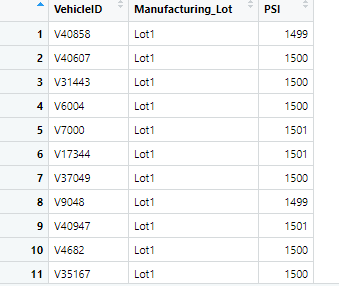 VehicleID Manufacturing_Lot PSI
1 V40858 Lot1 1499
2 V40607 Lot1 1500
3 V31443 Lot1 1500
4 V6004 Lot1 1500
5 V7000 Lot1 1501
6 V17344 Lot1 1501
7 V37049 Lot1 1500
8 V9048 Lot1 1499
9 V40947 Lot1 1501
10 V4682 Lot1 1500
11 V35167 Lot1 1500